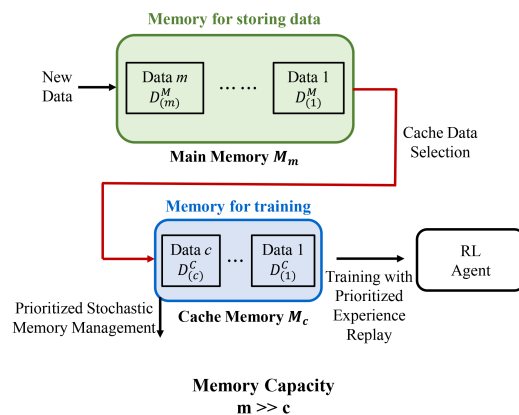 Memory for storing data
New
Data
Data m
D^M_(m)
... ...
Data 1
D^M_(1)
Main Memory M_m
Cache Data
Selection
Memory for training
Data c
D^C_(c)
...
Data 1
D^C_(1)
RL
Agent
Training with
Prioritized
Experience
Replay
Prioritized Stochastic
Memory Management
Cache Memory M_c
Memory Capacity
m >> c